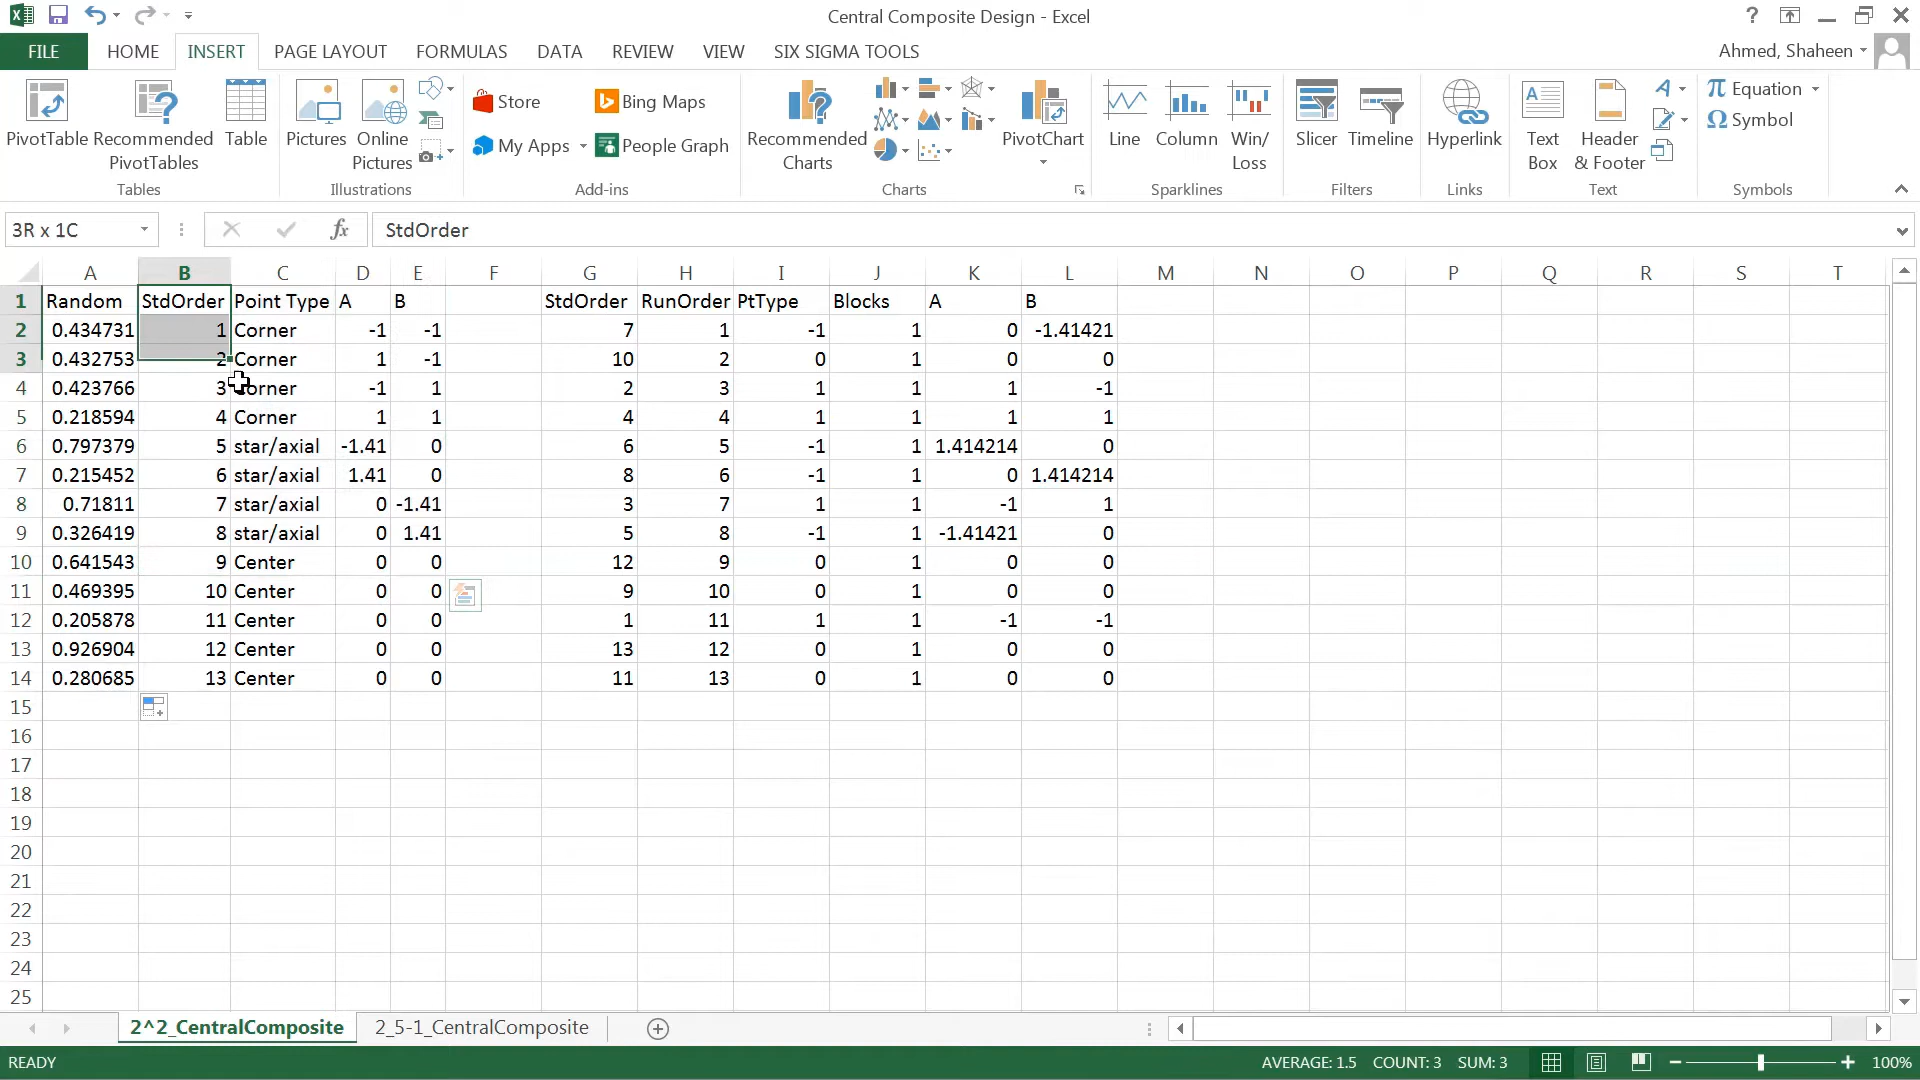 Central Composite Design - Excel
?
FILE HOME INSERT PAGE LAYOUT FORMULAS DATA REVIEW VIEW SIX SIGMA TOOLS Ahmed, Shaheen
PivotTable Recommended PivotTables Table Pictures Online Pictures Store My Apps Bing Maps People Graph Recommended Charts PivotChart Line Column Win/ Loss Slicer Timeline Hyperlink Text Box Header & Footer Equation Symbol
Tables Illustrations Add-ins Charts Sparklines Filters Links Text Symbols
3R x 1C fx StdOrder
A B C D E F G H I J K L M N O P Q R S T
1 Random StdOrder Point Type A B StdOrder RunOrder PtType Blocks A B
2 0.434731 1 Corner -1 -1 7 1 -1 1 0 -1.41421
3 0.432753 2 Corner 1 -1 10 2 0 1 0 0
4 0.423766 3 Corner -1 1 2 3 1 1 1 -1
5 0.218594 4 Corner 1 1 4 4 1 1 1 1
6 0.797379 5 star/axial -1.41 0 6 5 -1 1 1.414214 0
7 0.215452 6 star/axial 1.41 0 8 6 -1 1 0 1.414214
8 0.71811 7 star/axial 0 -1.41 3 7 1 1 -1 1
9 0.326419 8 star/axial 0 1.41 5 8 -1 1 -1.41421 0
10 0.641543 9 Center 0 0 12 9 0 1 0 0
11 0.469395 10 Center 0 0 9 10 0 1 0 0
12 0.205878 11 Center 0 0 1 11 1 1 -1 -1
13 0.926904 12 Center 0 0 13 12 0 1 0 0
14 0.280685 13 Center 0 0 11 13 0 1 0 0
15
16
17
18
19
20
21
22
23
24
25
2^2_CentralComposite 2_5-1_CentralComposite
READY AVERAGE: 1.5 COUNT: 3 SUM: 3 100%